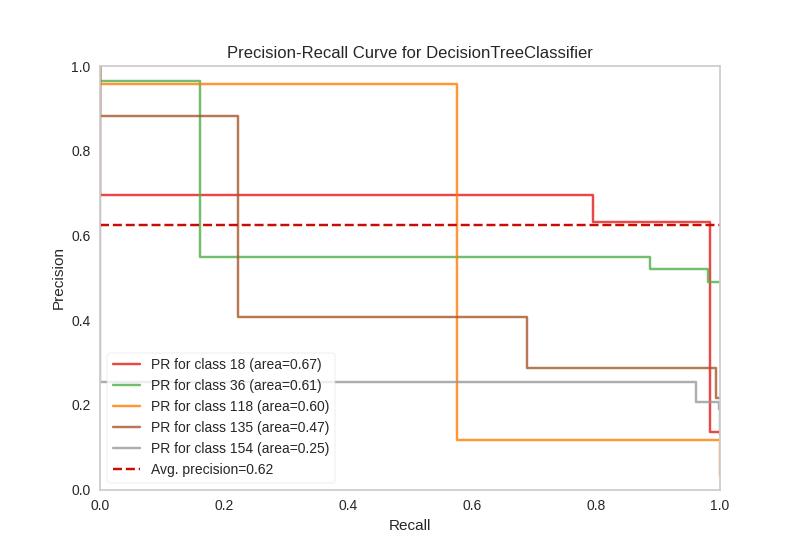 Precision-Recall Curve for DecisionTreeClassifier
1.0
0.8
0.6
0.4
0.2
0.0
Precision
PR for class 18 (area=0.67)
PR for class 36 (area=0.61)
PR for class 118 (area=0.60)
PR for class 135 (area=0.47)
PR for class 154 (area=0.25)
Avg. precision=0.62
0.0 0.2 0.4 0.6 0.8 1.0
Recall